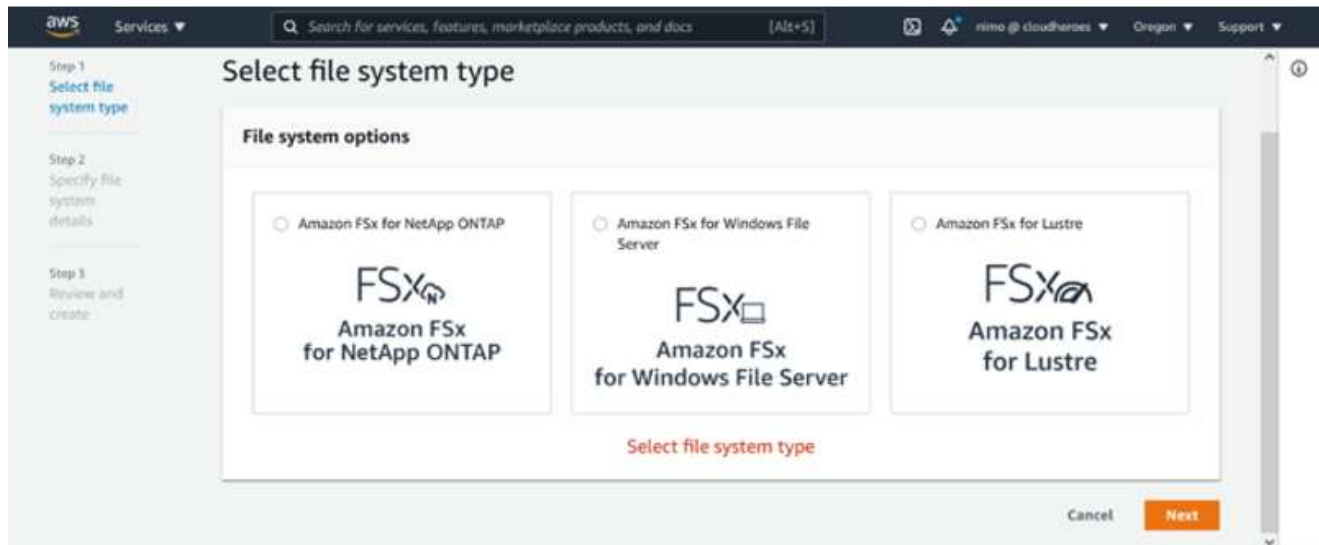 aws Services ▼ Search for services, features, marketplace products, and docs [Alt+S] nimo @ cloudheroes ▼ Oregon ▼ Support ▼
Step 1
Select file
system type
Step 2
Specify file
system
details
Step 3
Review and
create
Select file system type
File system options
Amazon FSx for NetApp ONTAP
FSx N
Amazon FSx
for NetApp ONTAP
Amazon FSx for Windows File
Server
FSx
Amazon FSx
for Windows File Server
Amazon FSx for Lustre
FSx
Amazon FSx
for Lustre
Select file system type
Cancel Next